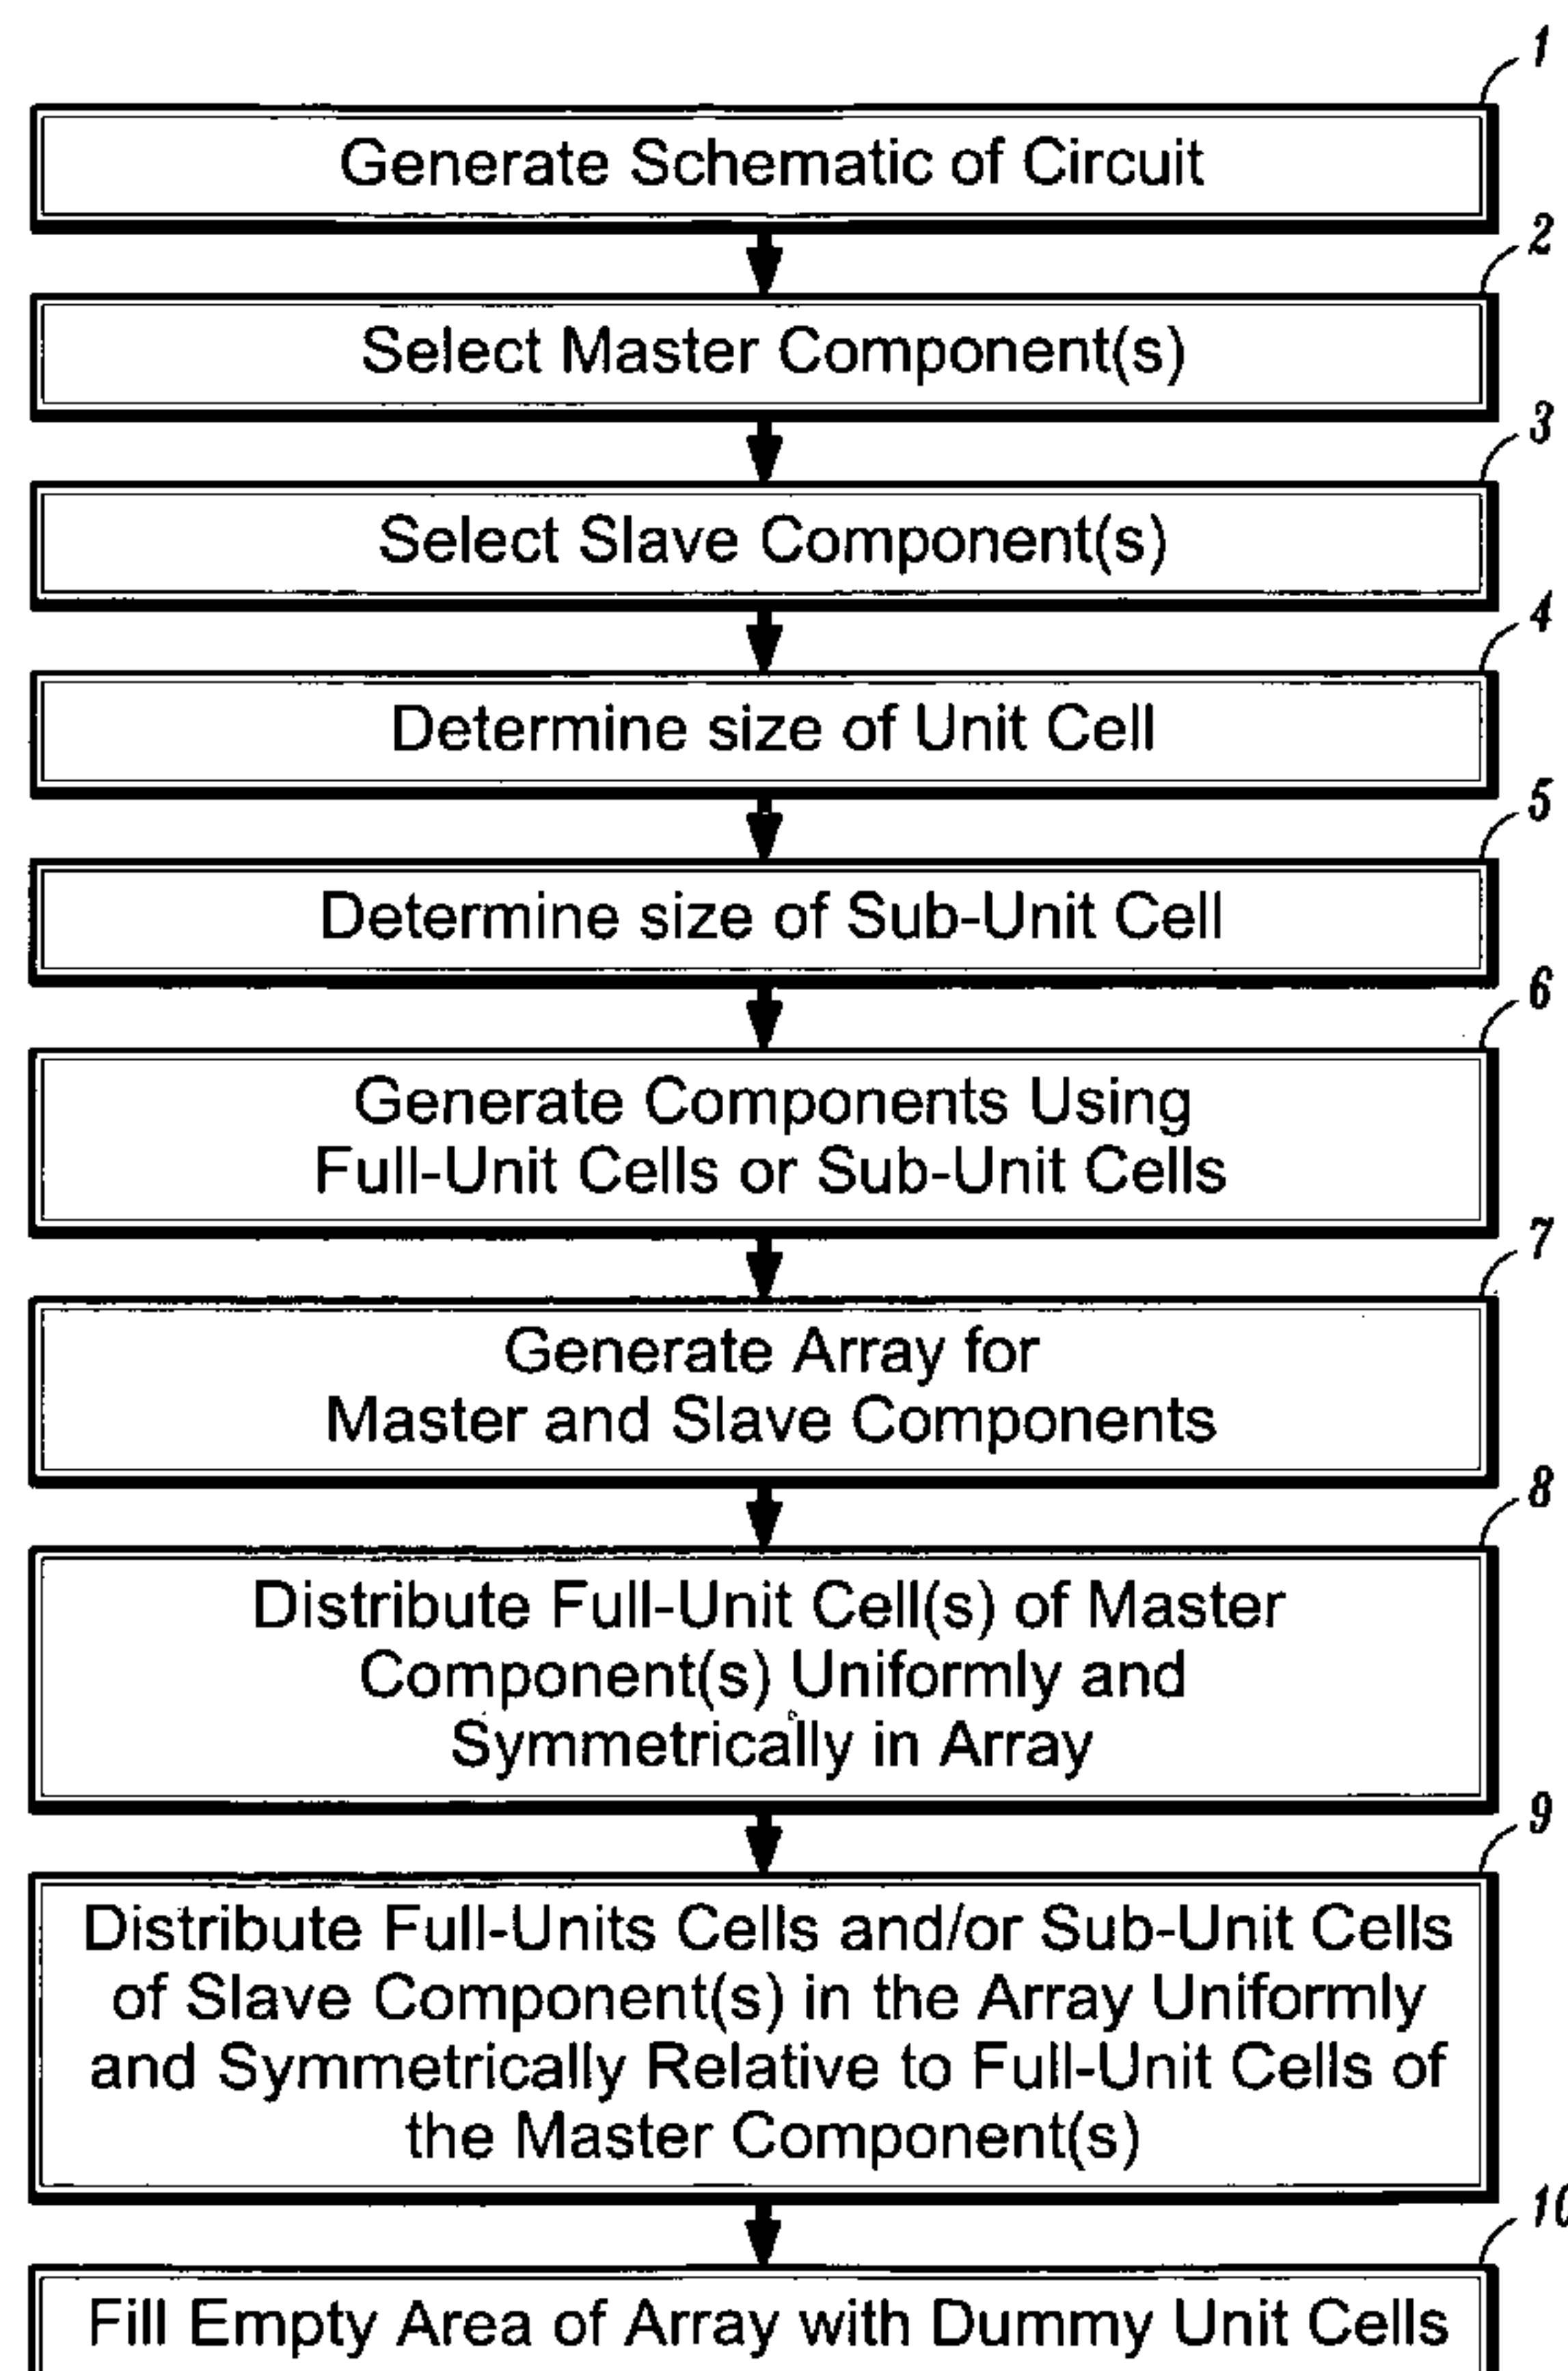 1
Generate Schematic of Circuit
2
Select Master Component(s)
3
Select Slave Component(s)
4
Determine size of Unit Cell
5
Determine size of Sub-Unit Cell
6
Generate Components Using
Full-Unit Cells or Sub-Unit Cells
7
Generate Array for
Master and Slave Components
8
Distribute Full-Unit Cell(s) of Master
Component(s) Uniformly and
Symmetrically in Array
9
Distribute Full-Units Cells and/or Sub-Unit Cells
of Slave Component(s) in the Array Uniformly
and Symmetrically Relative to Full-Unit Cells of
the Master Component(s)
10
Fill Empty Area of Array with Dummy Unit Cells